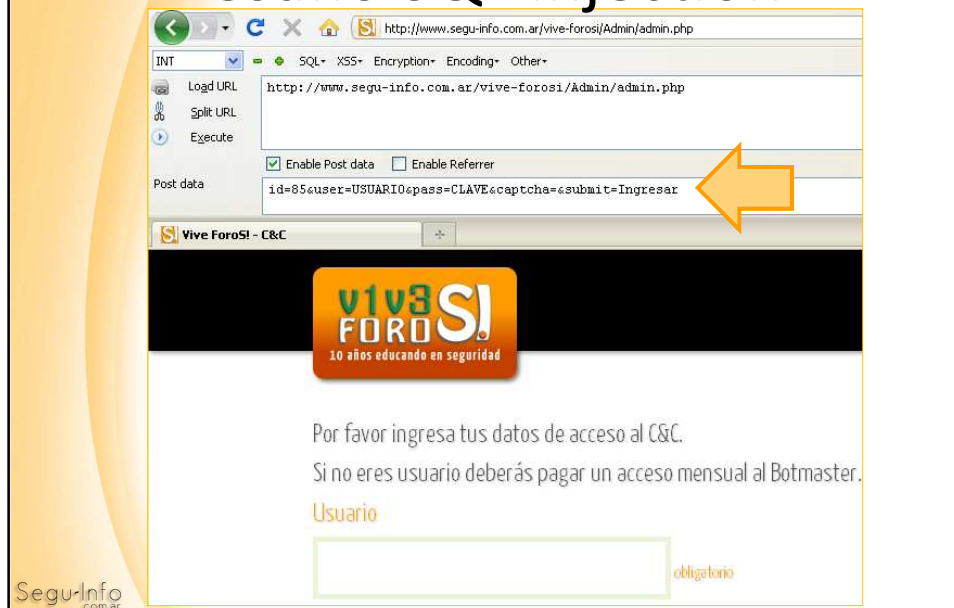 http://www.segu-info.com.ar/vive-forosi/Admin/admin.php
INT
SQL▾ XSS▾ Encryption▾ Encoding▾ Other▾
Load URL
http://www.segu-info.com.ar/vive-forosi/Admin/admin.php
Split URL
Execute
Enable Post data Enable Referrer
Post data
id=85&user=USUARIO&pass=CLAVE&captcha=&submit=Ingresar
Vive ForoS! - C&C
v1v3
FORO S!
10 años educando en seguridad
Por favor ingresa tus datos de acceso al C&C.
Si no eres usuario deberás pagar un acceso mensual al Botmaster.
Usuario
obligatorio
Segu-Info
.com.ar